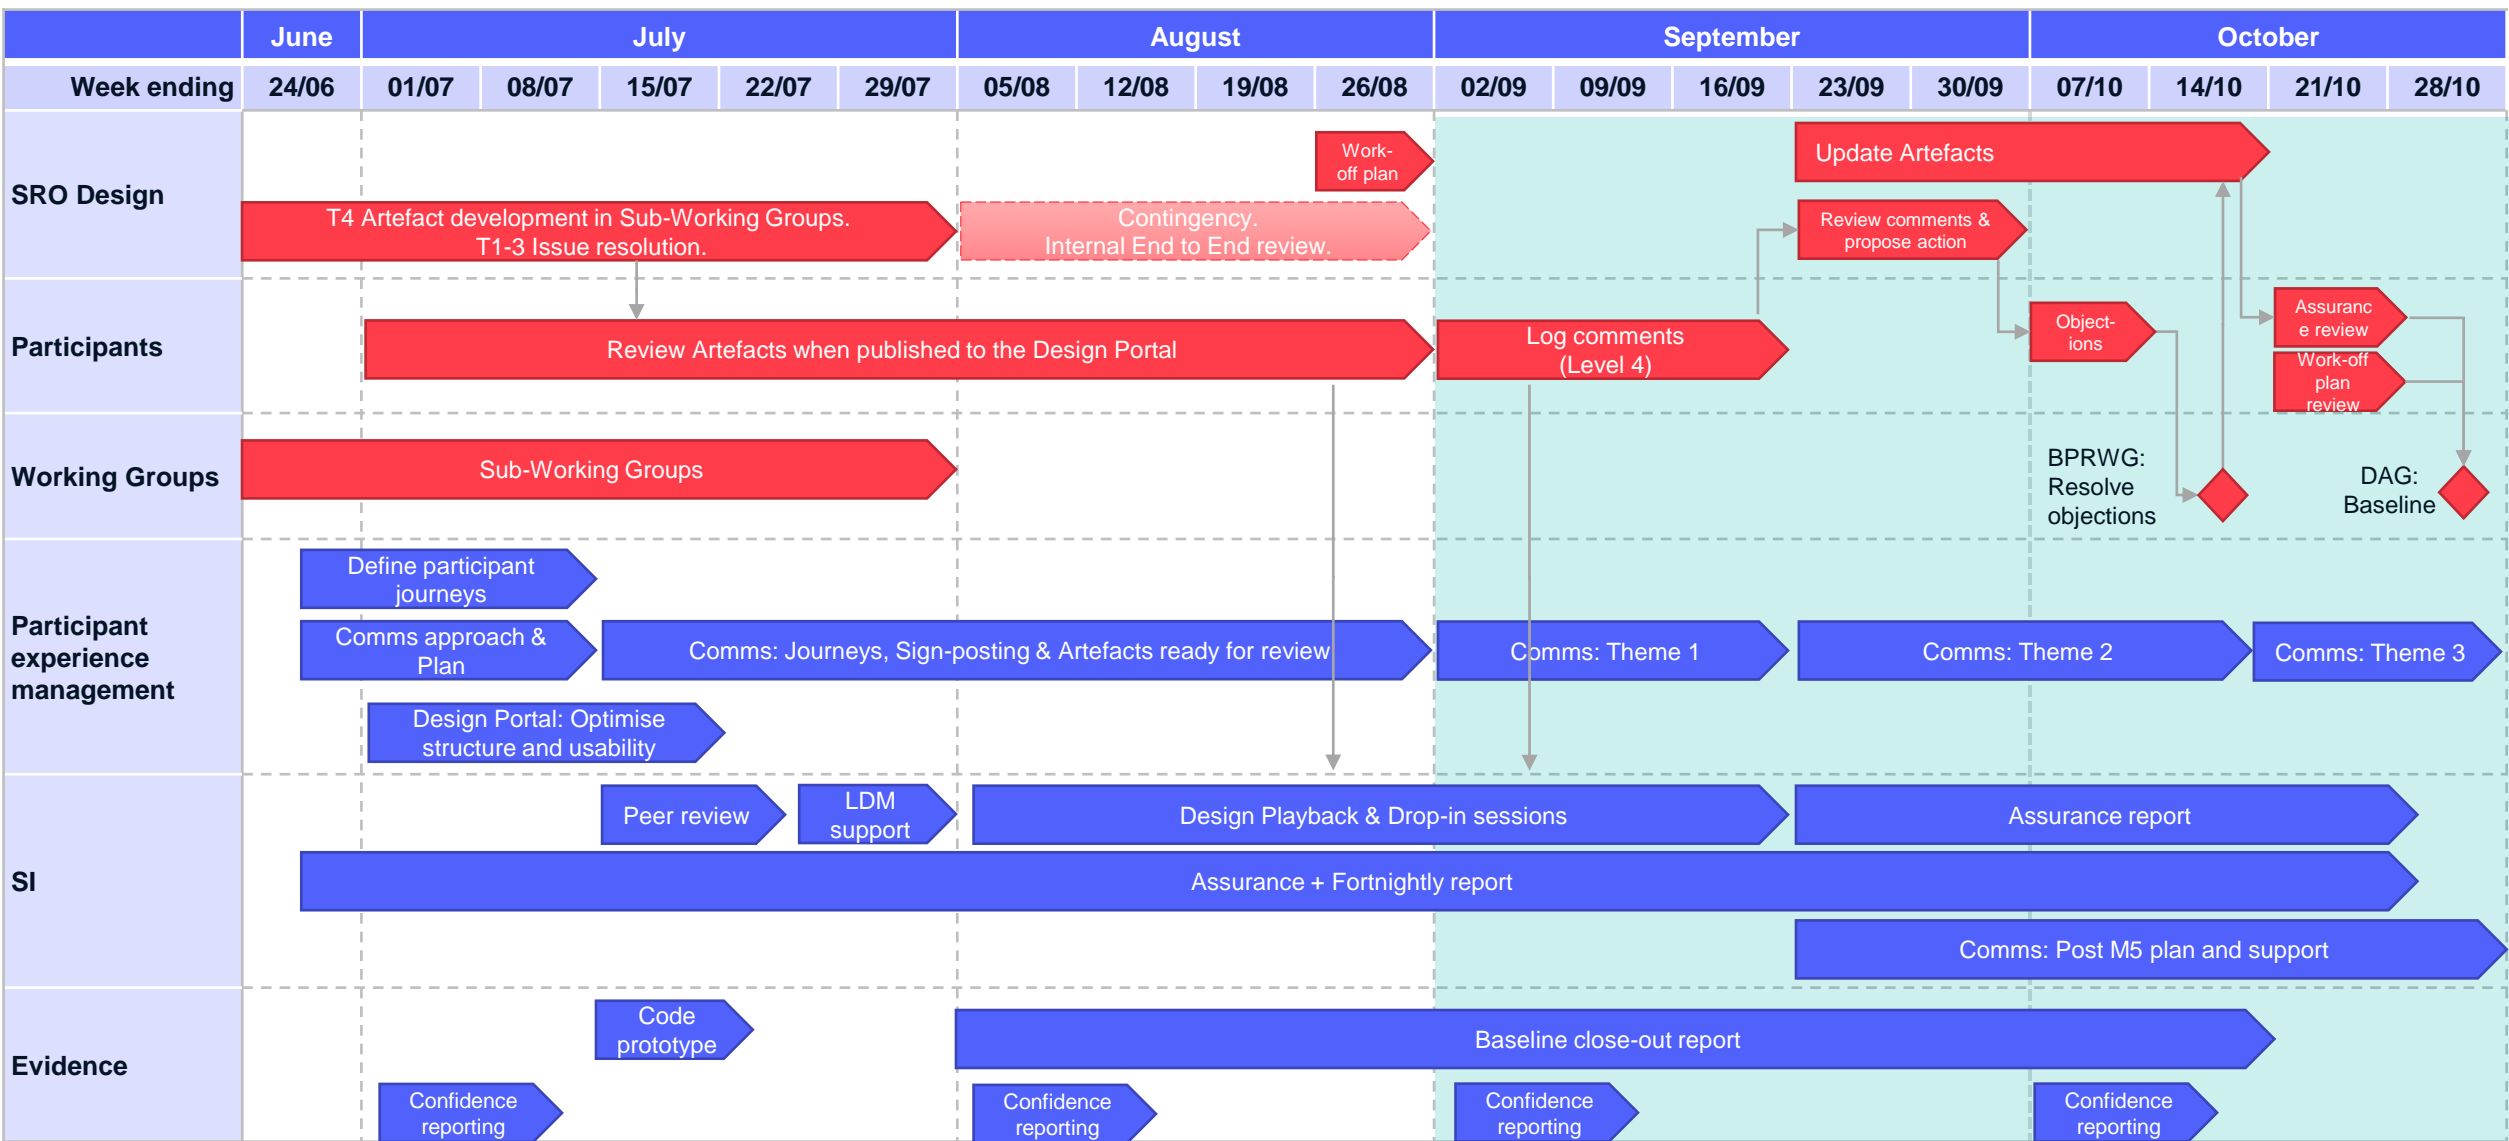 June
July
August
September
October
Week ending
24/06
01/07
08/07
15/07
22/07
29/07
05/08
12/08
19/08
26/08
02/09
09/09
16/09
23/09
30/09
07/10
14/10
21/10
28/10
SRO Design
Work-
off plan
Update Artefacts
T4 Artefact development in Sub-Working Groups.
T1-3 Issue resolution.
Contingency.
Internal End to End review.
Review comments &
propose action
Participants
Review Artefacts when published to the Design Portal
Log comments
(Level 4)
Object-
ions
Assuranc
e review
Work-off
plan
review
Working Groups
Sub-Working Groups
BPRWG:
Resolve
objections
DAG:
Baseline
Participant
experience
management
Define participant
journeys
Comms approach &
Plan
Comms: Journeys, Sign-posting & Artefacts ready for review
Comms: Theme 1
Comms: Theme 2
Comms: Theme 3
Design Portal: Optimise
structure and usability
SI
Peer review
LDM
support
Design Playback & Drop-in sessions
Assurance report
Assurance + Fortnightly report
Comms: Post M5 plan and support
Evidence
Code
prototype
Baseline close-out report
Confidence
reporting
Confidence
reporting
Confidence
reporting
Confidence
reporting